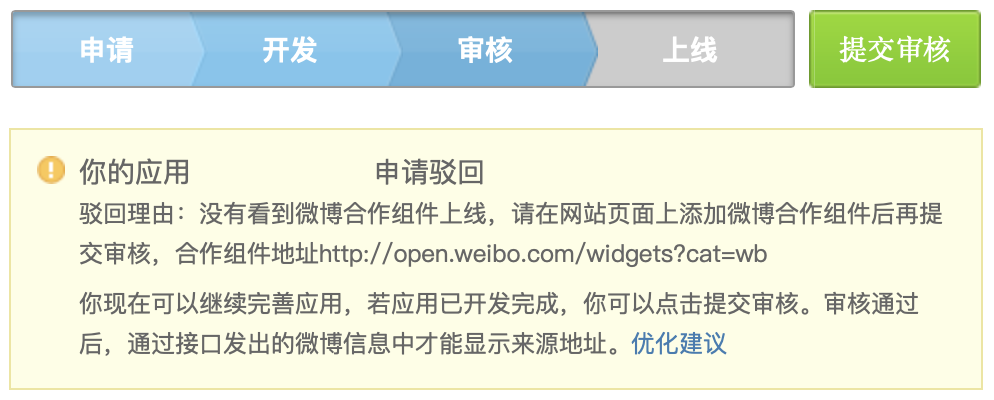 申请
开发
审核
上线
提交审核
你的应用 申请驳回
驳回理由：没有看到微博合作组件上线，请在网站页面上添加微博合作组件后再提
交审核，合作组件地址http://open.weibo.com/widgets?cat=wb
你现在可以继续完善应用，若应用已开发完成，你可以点击提交审核。审核通过
后，通过接口发出的微博信息中才能显示来源地址。优化建议